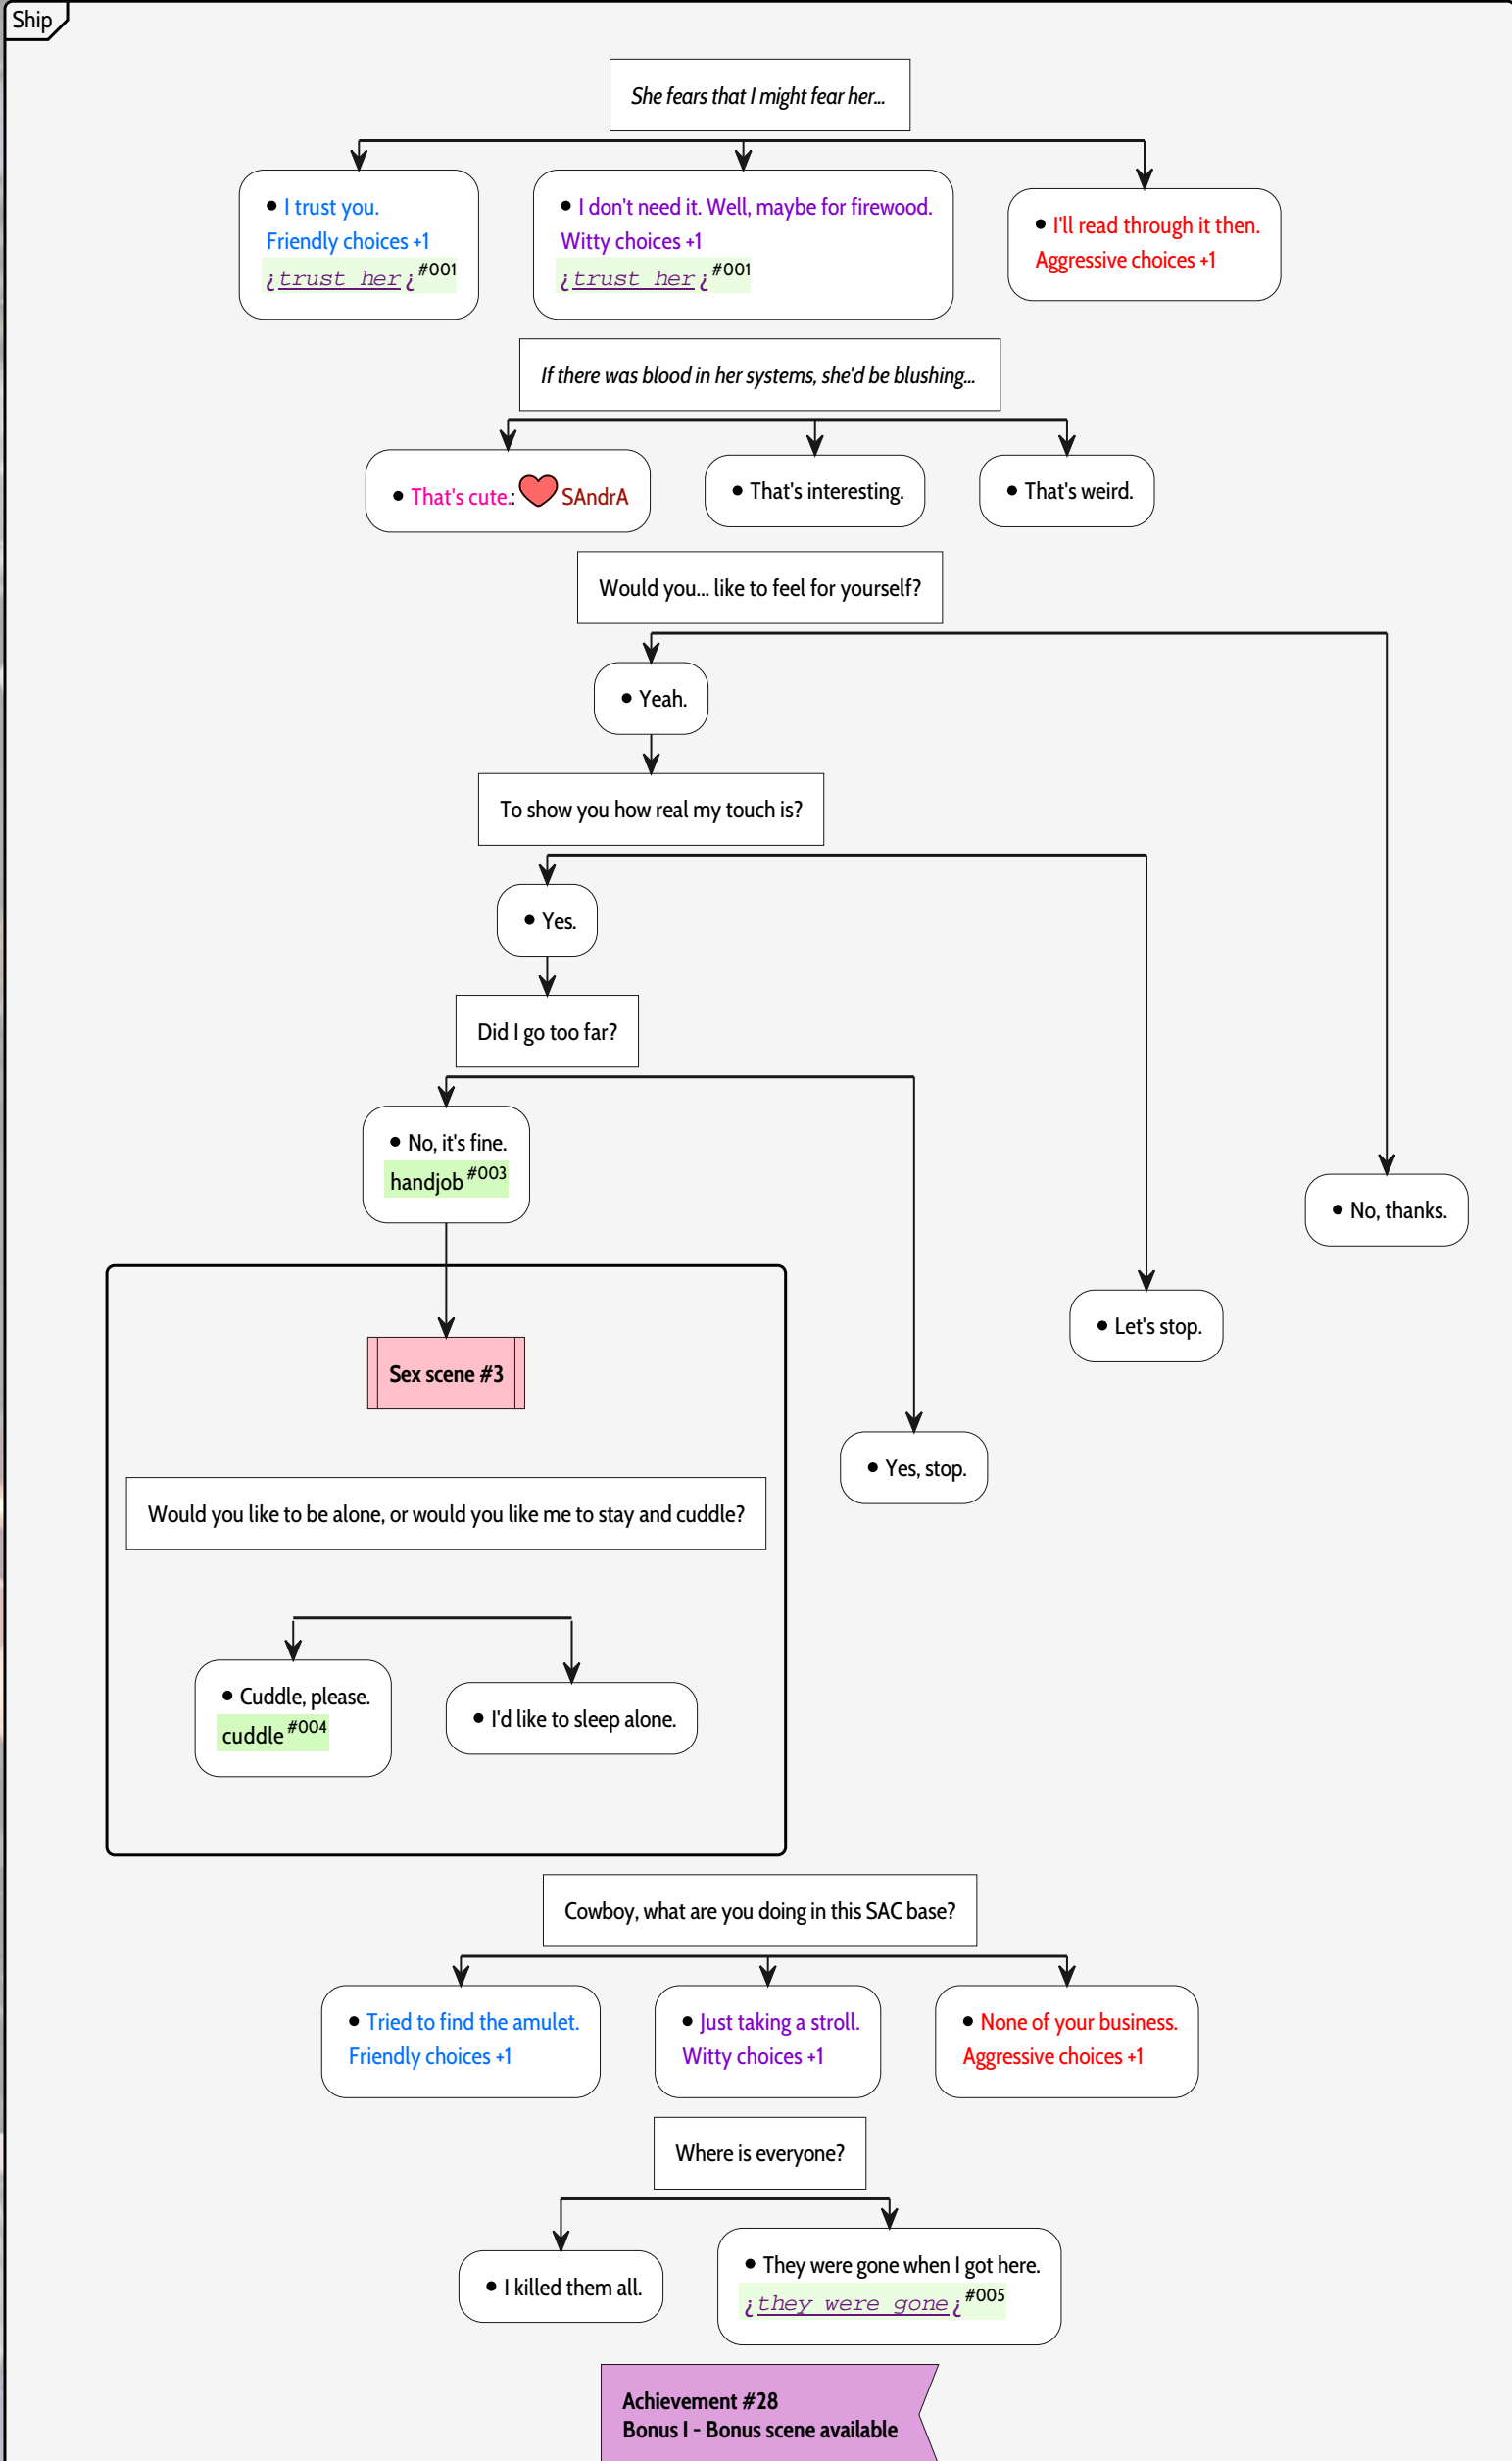 Ship
She fears that I might fear her...
• I trust you.
Friendly choices +1
¿trust her¿#001
• I don't need it. Well, maybe for firewood.
Witty choices +1
¿trust her¿#001
• I'll read through it then.
Aggressive choices +1
If there was blood in her systems, she'd be blushing...
• That's cute.: SAndrA
• That's interesting.
• That's weird.
Would you... like to feel for yourself?
• Yeah.
To show you how real my touch is?
• Yes.
Did I go too far?
• No, it's fine.
handjob #003
• No, thanks.
• Let's stop.
Sex scene #3
• Yes, stop.
Would you like to be alone, or would you like me to stay and cuddle?
• Cuddle, please.
cuddle #004
• I'd like to sleep alone.
Cowboy, what are you doing in this SAC base?
• Tried to find the amulet.
Friendly choices +1
• Just taking a stroll.
Witty choices +1
• None of your business.
Aggressive choices +1
Where is everyone?
• I killed them all.
• They were gone when I got here.
¿they were gone¿#005
Achievement #28
Bonus I - Bonus scene available